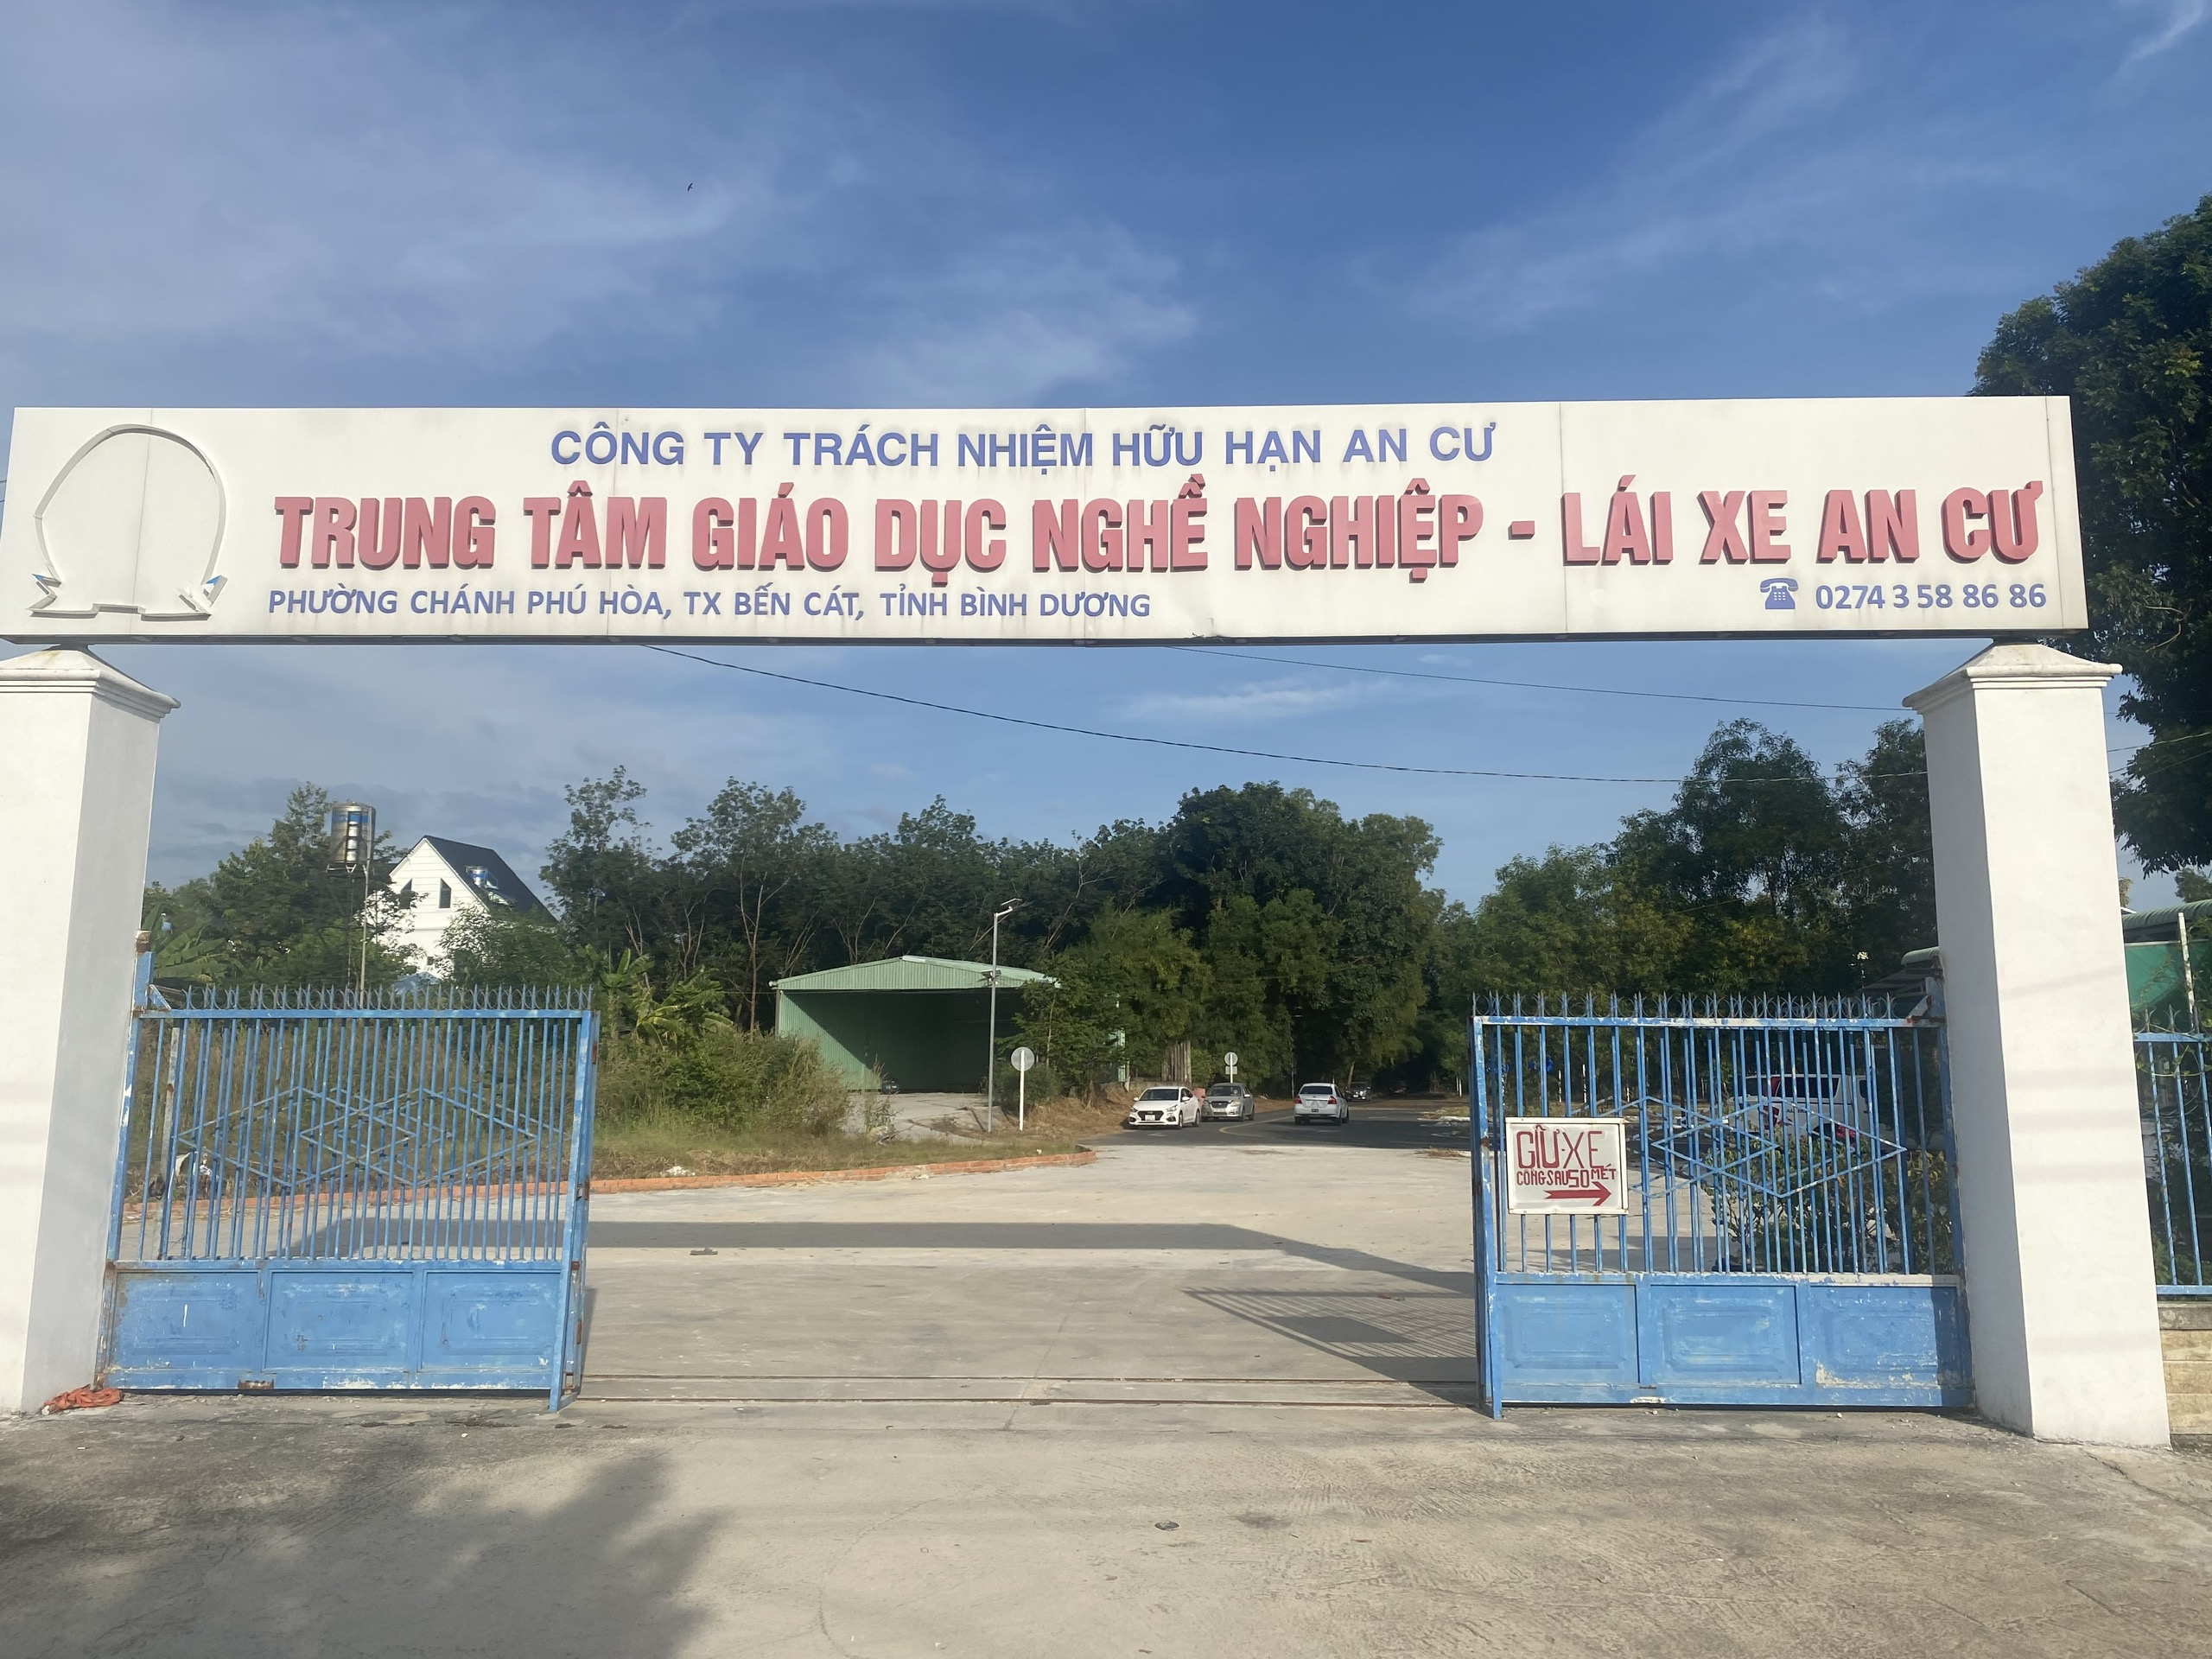 CÔNG TY TRÁCH NHIỆM HỮU HẠN AN CƯ
TRUNG TÂM GIÁO DỤC NGHỀ NGHIỆP - LÁI XE AN CƯ
PHƯỜNG CHÁNH PHÚ HÒA, TX BẾN CÁT, TỈNH BÌNH DƯƠNG
0274 3 58 86 86
GIỮ XE
CỔNG SAU 50 MÉT